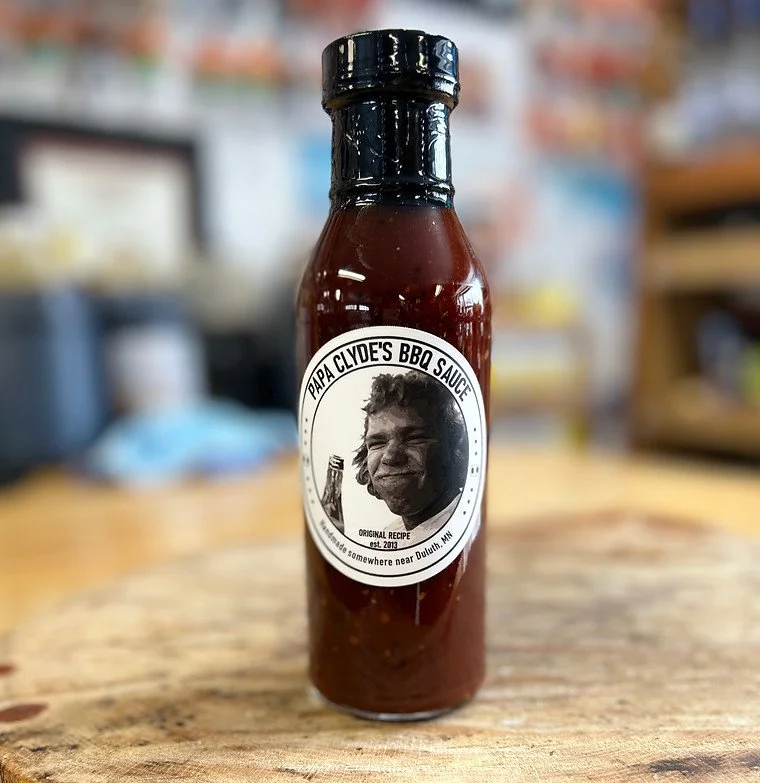 PAPA CLYDE'S BBQ SAUCE
ORIGINAL RECIPE
est. 2013
Handmade somewhere near Duluth, MN